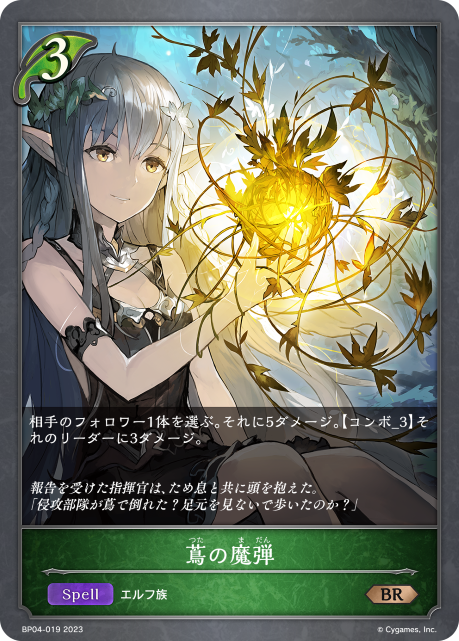 3
相手のフォロワー1体を選ぶ。それに5ダメージ。【コンボ_3】そ
れのリーダーに3ダメージ。
報告を受けた指揮官は、ため息と共に頭を抱えた。
「侵攻部隊が蔦で倒れた？足元を見ないで歩いたのか？」
つた ま だん
蔦の魔弾
Spell エルフ族 BR
BP04-019 2023 © Cygames, Inc.